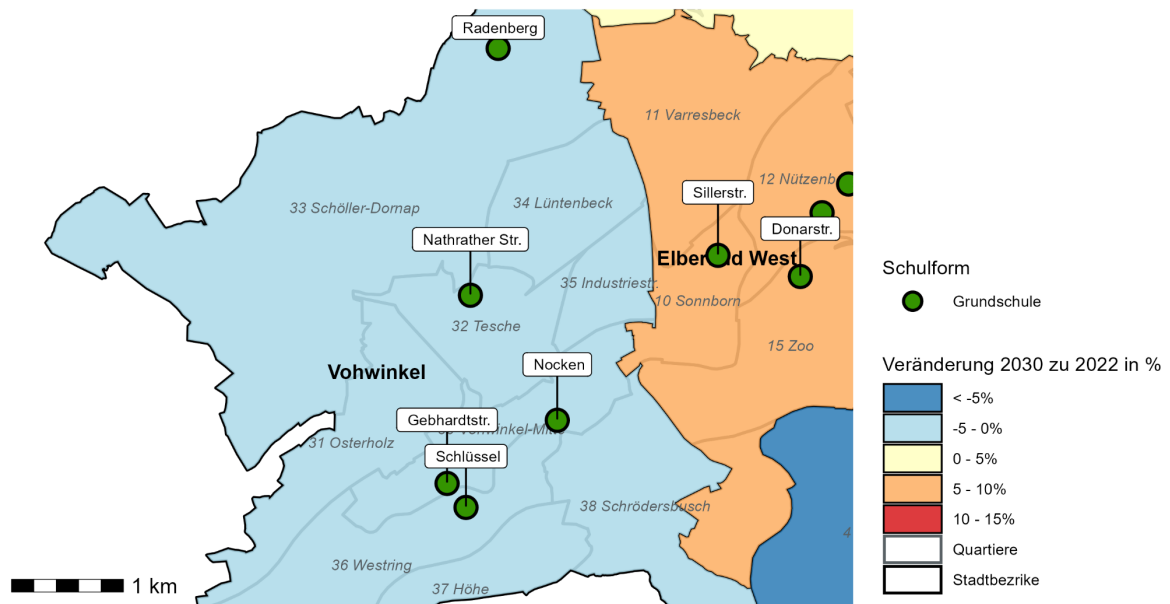 Radenberg
11 Varresbeck
12 Nützenb
Sillerstr.
33 Schöller-Dornap
34 Lüntenbeck
Donarstr.
Nathrather Str.
Elberfeld West
35 Industriestr.
10 Sonnborn
32 Tesche
15 Zoo
Nocken
Vohwinkel
Gebhardtstr.
30 Vohwinkel-Mitte
31 Osterholz
Schlüssel
38 Schrödersbusch
4
36 Westring
37 Höhe
1 km
Schulform
Grundschule
Veränderung 2030 zu 2022 in %
< -5%
-5 - 0%
0 - 5%
5 - 10%
10 - 15%
Quartiere
Stadtbezrike